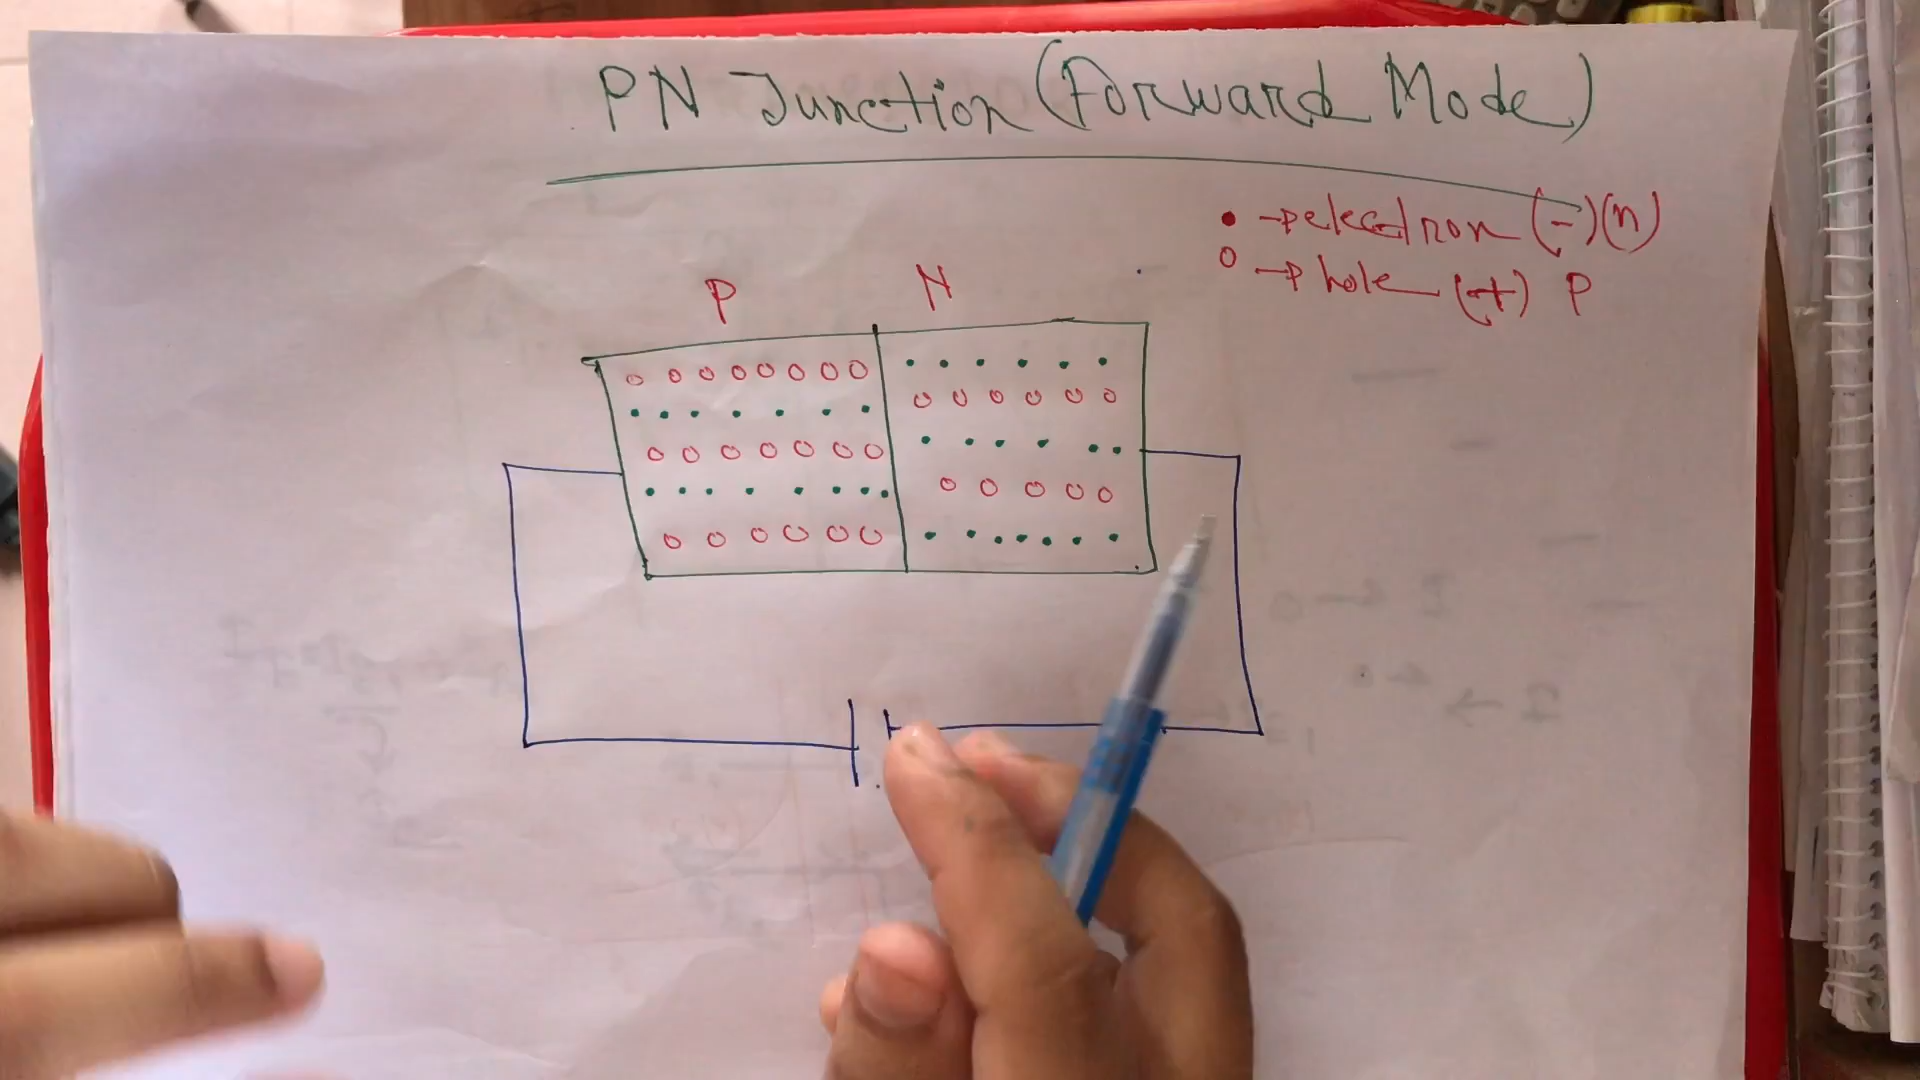 PN Junction (Forward Mode)
• → electron (-)(n)
o → hole (+) P
P N